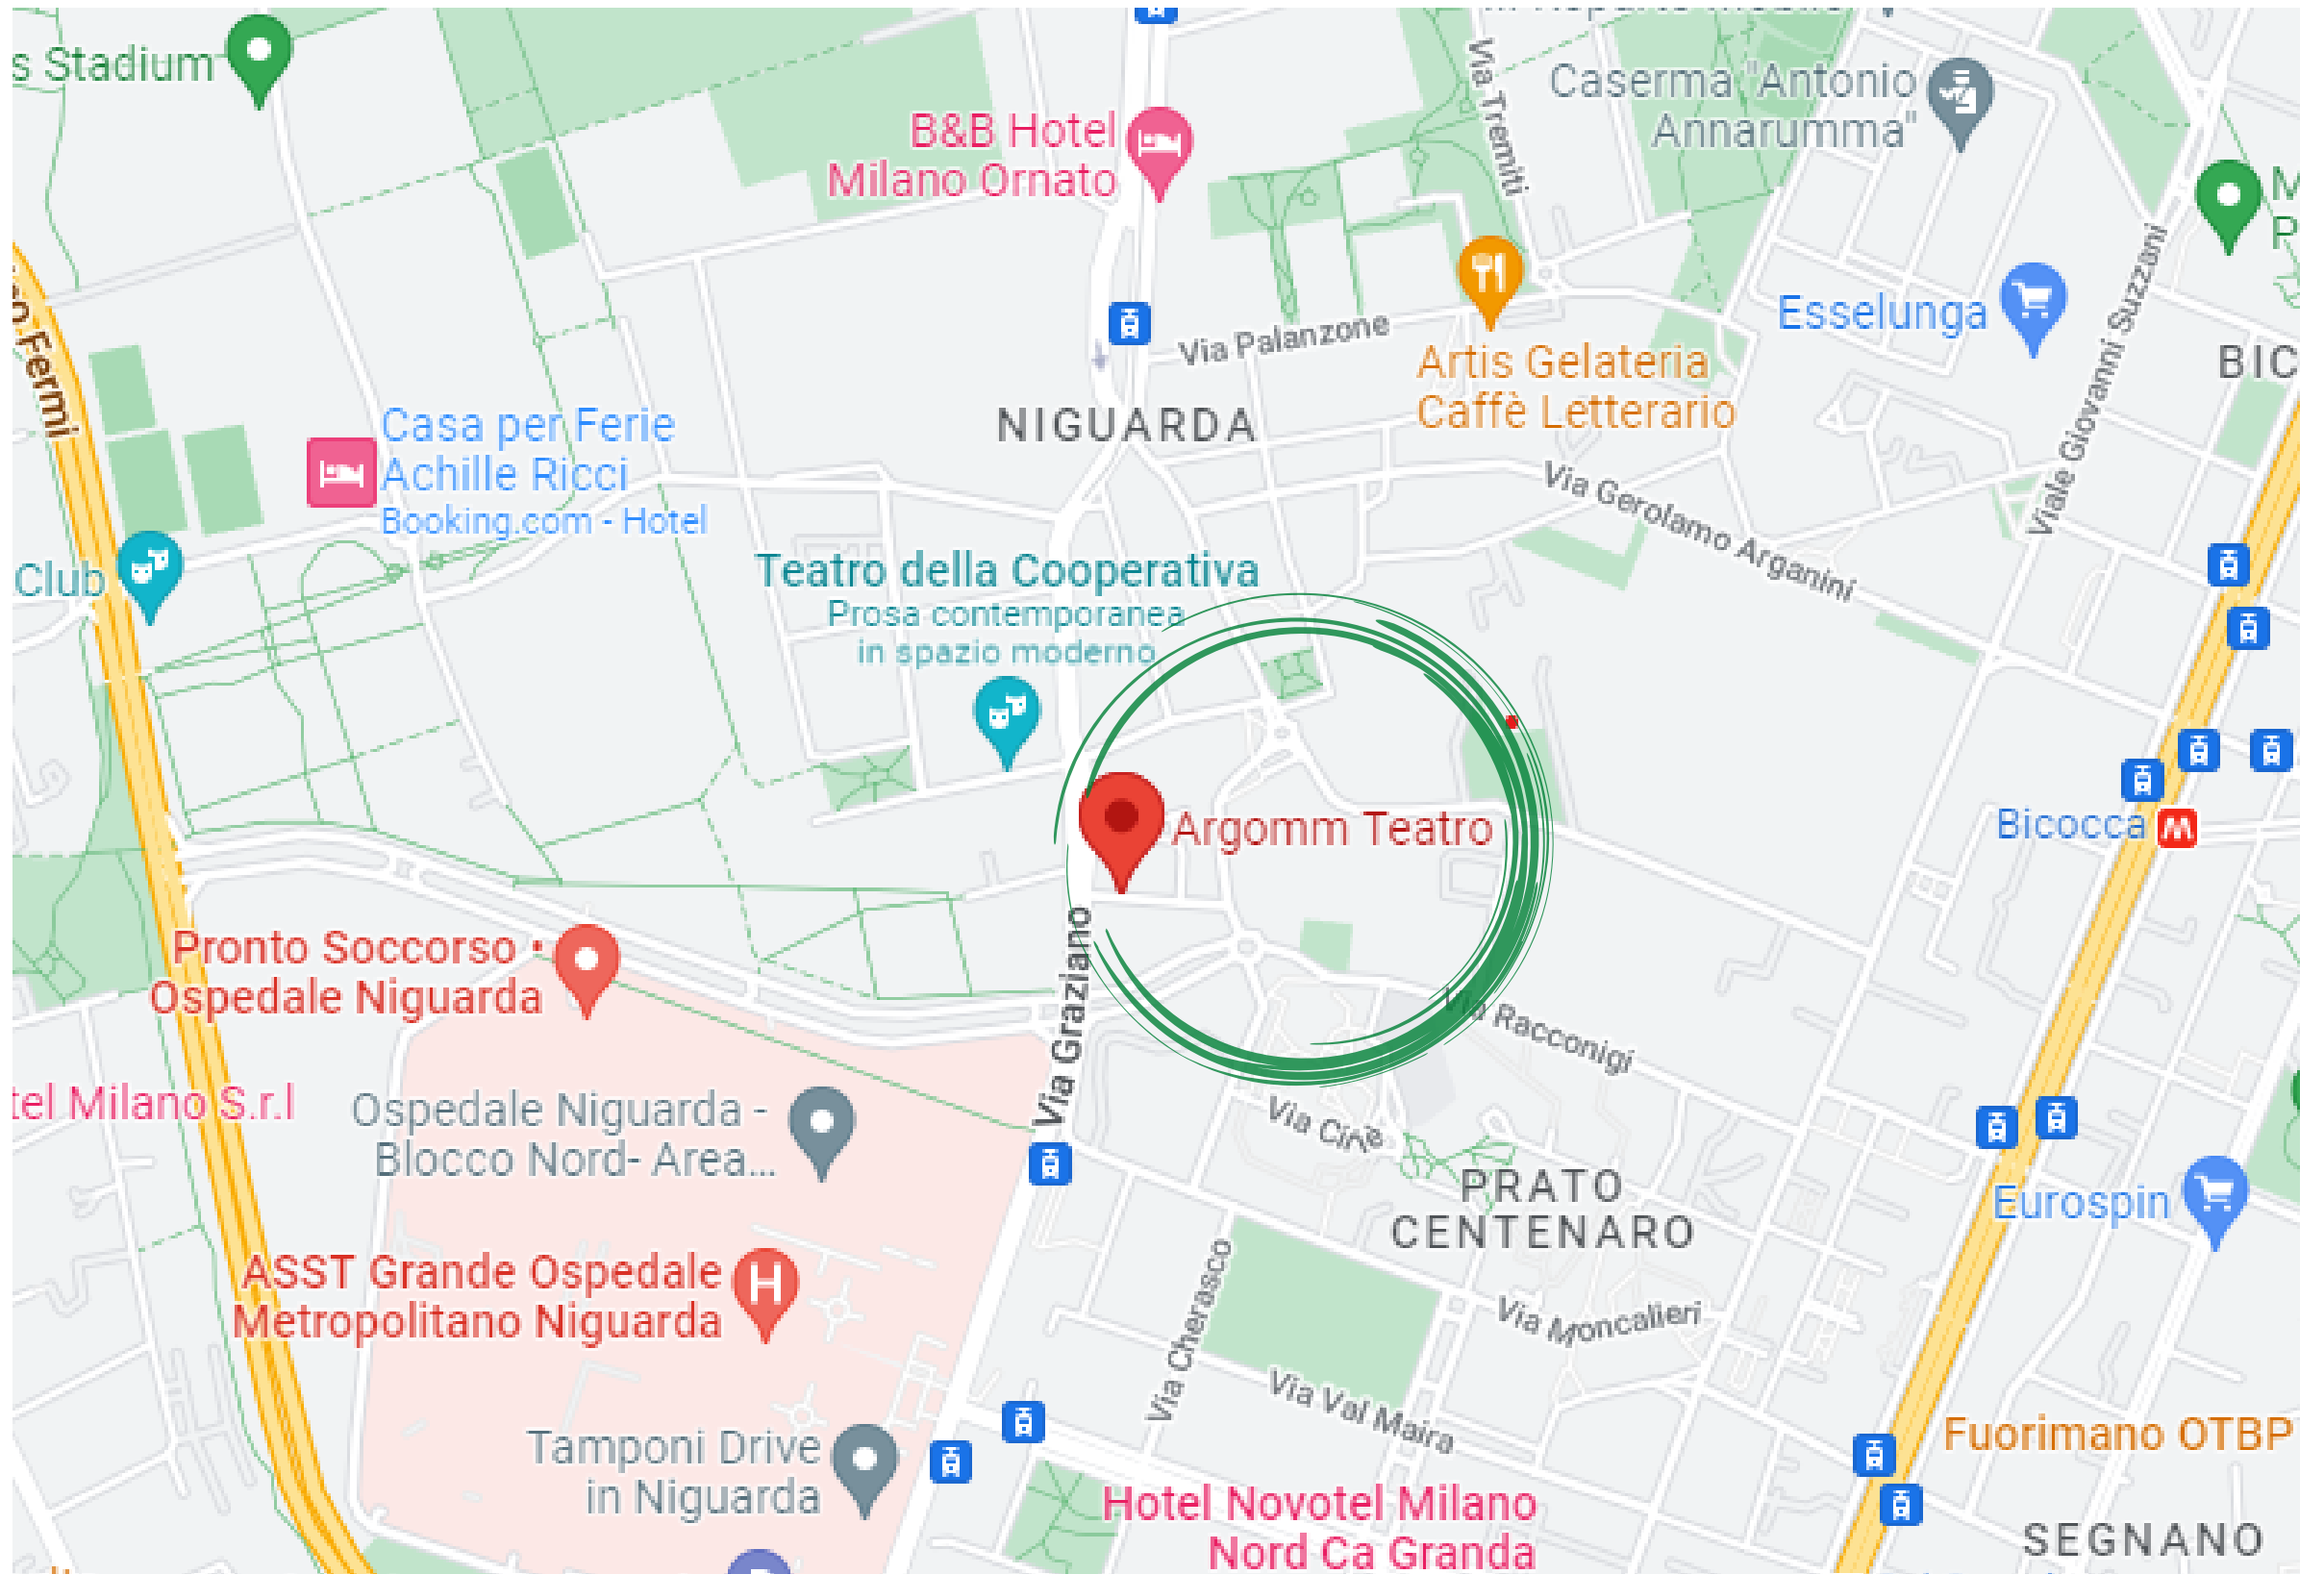 s Stadium
B&B Hotel
Milano Ornato
Via Tremiti
Caserma "Antonio
Annarumma"
M
P
Fermi
Via Palanzone
Artis Gelateria
Caffè Letterario
Esselunga
Viale Giovanni Suzzani
BIC
NIGUARDA
Casa per Ferie
Achille Ricci
Booking.com - Hotel
Via Gerolamo Arganini
Club
Teatro della Cooperativa
Prosa contemporanea
in spazio moderno
Argomm Teatro
Bicocca
M
Via Graziano
Pronto Soccorso •
Ospedale Niguarda
Via Racconigi
tel Milano S.r.l
Ospedale Niguarda -
Blocco Nord- Area...
Via Cirie
PRATO
CENTENARO
Eurospin
ASST Grande Ospedale
Metropolitano Niguarda
H
Via Cherasco
Via Moncalieri
Via Val Maira
Tamponi Drive
in Niguarda
Fuorimano OTBP
Hotel Novotel Milano
Nord Ca Granda
SEGNANO